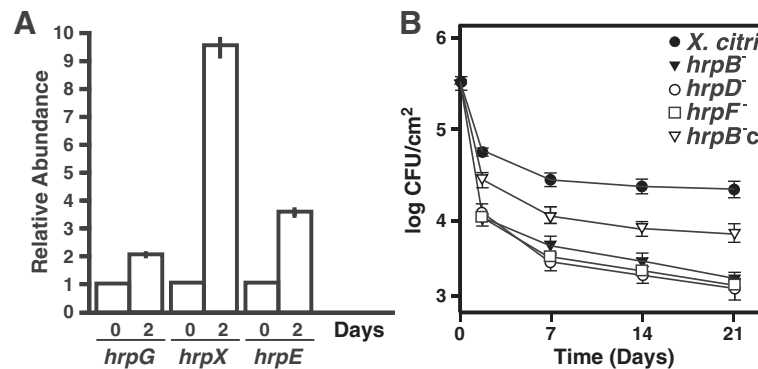 A
Relative Abundance
10
9
8
7
6
5
4
3
2
1
0
0 2 0 2 0 2 Days
hrpG hrpX hrpE
B
log CFU/cm²
6
5
4
3
X. citri
hrpB⁻
hrpD⁻
hrpF⁻
hrpB⁻c
0 7 14 21
Time (Days)